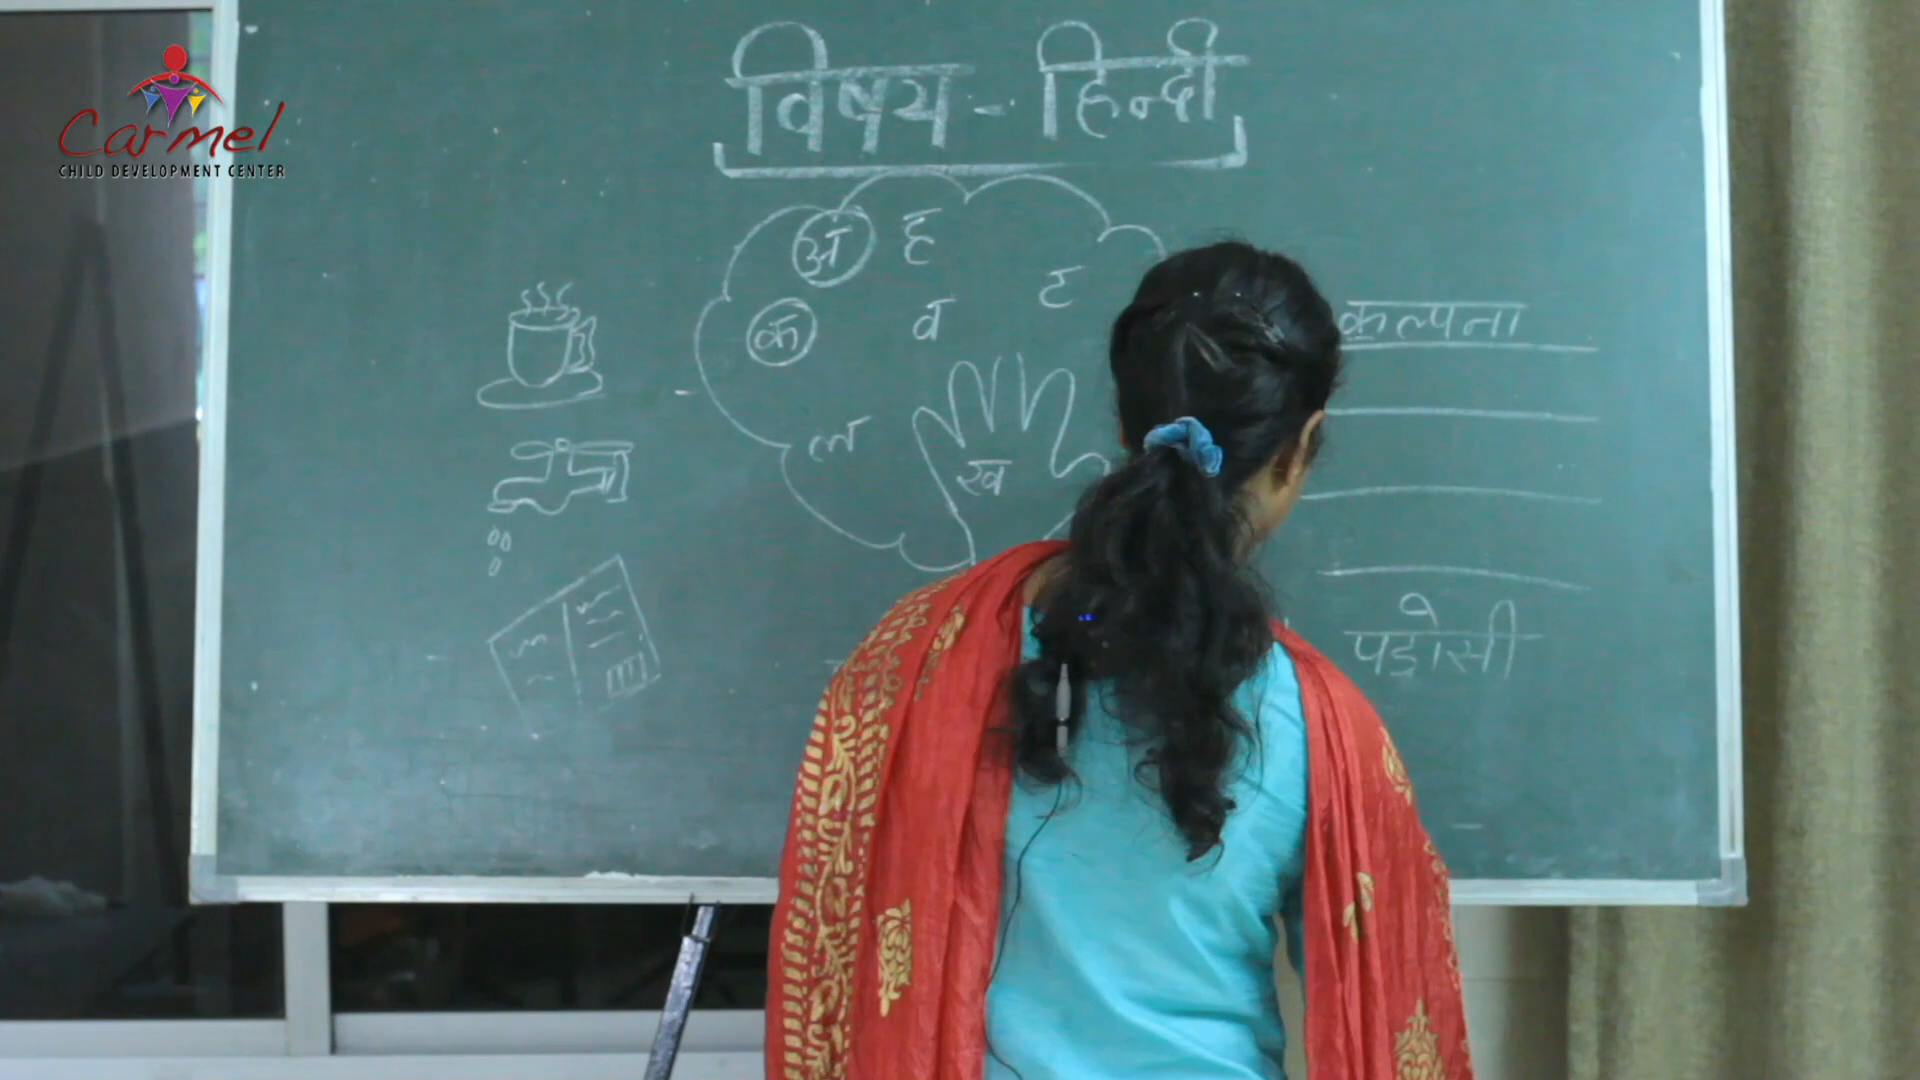 Carmel
CHILD DEVELOPMENT CENTER
विषय - हिन्दी
अ ह
ट
क व
कल्पना
ल
ख
पड़ोसी